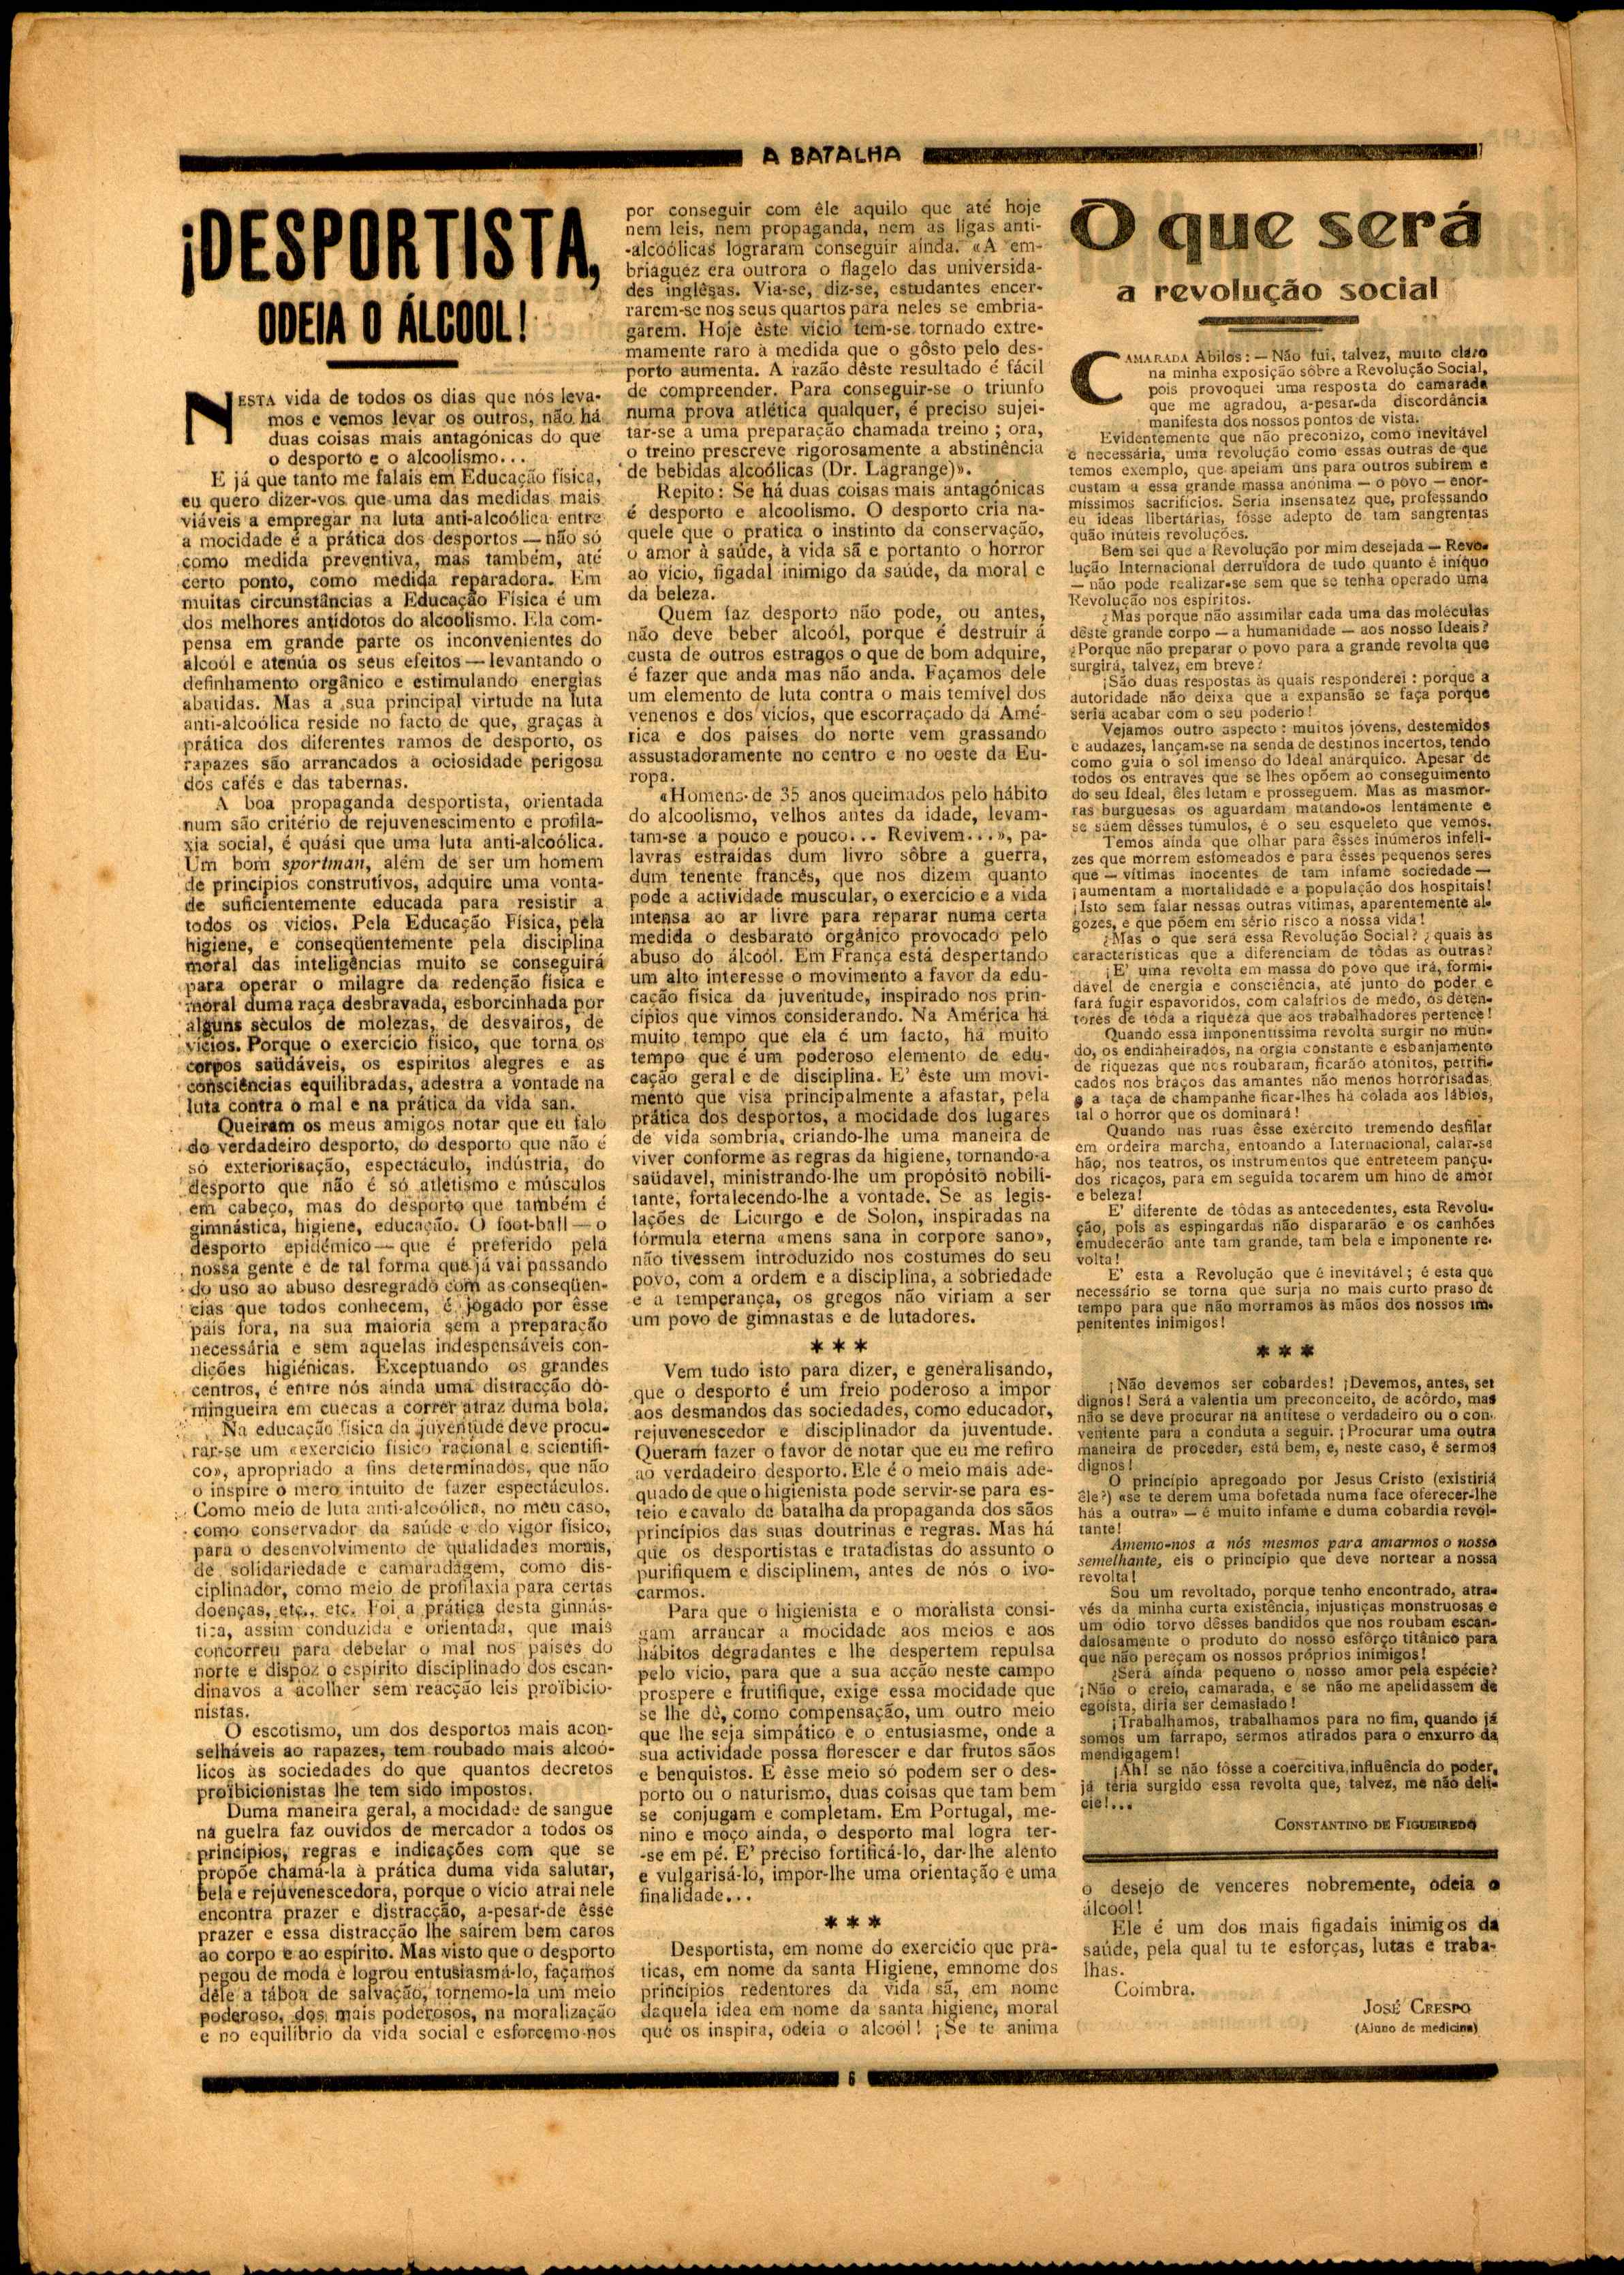 A BATALHA
¡DESPORTISTA,
ODEIA O ÁLCOOL!
NESTA vida de todos os dias que nós leva-
mos e vemos levar os outros, não há
duas coisas mais antagónicas do que
o desporto e o alcoolismo...
E já que tanto me falais em Educação física,
eu quero dizer-vos que uma das medidas mais
viáveis a empregar na luta anti-alcoólica entre
a mocidade é a prática dos desportos — não só
como medida preventiva, mas também, até
certo ponto, como medida reparadora. Em
muitas circunstâncias a Educação Física é um
dos melhores antídotos do alcoolismo. Ela com-
pensa em grande parte os inconvenientes do
álcoól e atenúa os seus efeitos — levantando o
definhamento orgânico e estimulando energias
abatidas. Mas a sua principal virtude na luta
anti-alcoólica reside no facto de que, graças à
prática dos diferentes ramos de desporto, os
rapazes são arrancados à ociosidade perigosa
dos cafés e das tabernas.
A boa propaganda desportista, orientada
num são critério de rejuvenescimento e profila-
xia social, é quási que uma luta anti-alcoólica.
Um bom sportman, além de ser um homem
de princípios construtivos, adquire uma vonta-
de suficientemente educada para resistir a
todos os vícios. Pela Educação Física, pela
higiene, e conseqüentemente pela disciplina
moral das inteligências muito se conseguirá
para operar o milagre da redenção física e
moral duma raça desbravada, esborcinhada por
alguns séculos de molezas, de desvairos, de
vícios. Porque o exercício físico, que torna os
corpos saüdáveis, os espíritos alegres e as
consciências equilibradas, adestra a vontade na
luta contra o mal e na prática da vida san.
Queiram os meus amigos notar que eu falo
do verdadeiro desporto, do desporto que não é
só exteriorisação, espectáculo, indústria, do
desporto que não é só atletismo e músculos
em cabeço, mas do desporto que também é
gimnástica, higiene, educação. O foot-ball — o
desporto epidémico — que é preferido pela
nossa gente e de tal forma que já vai passando
do uso ao abuso desregrado com as conseqüên-
cias que todos conhecem, é jogado por êsse
país fora, na sua maioria sem a preparação
necessária e sem aquelas indespensáveis con-
dições higiénicas. Exceptuando os grandes
centros, é entre nós ainda uma distracção do-
mingueira em cuecas a correr atraz duma bola.
Na educação física da juventude deve procu-
rar-se um «exercício físico racional e scientífi-
co», apropriado a fins determinados, que não
o inspire o mero intuito de fazer espectáculos.
Como meio de luta anti-alcoólica, no meu caso,
como conservador da saúde e do vigor físico,
para o desenvolvimento de qualidades morais,
de solidariedade e camaradagem, como dis-
ciplinador, como meio de profilaxia para certas
doenças, etc., etc. Foi a prática desta ginnás-
tica, assim conduzida e orientada, que mais
concorreu para debelar o mal nos países do
norte e dispoz o espírito disciplinado dos escan-
dinavos a acolher sem reacção leis proïbicio-
nistas.
O escotismo, um dos desportos mais acon-
selháveis ao rapazes, tem roubado mais alcoó-
licos às sociedades do que quantos decretos
proïbicionistas lhe tem sido impostos.
Duma maneira geral, a mocidade de sangue
na guelra faz ouvidos de mercador a todos os
princípios, regras e indicações com que se
propõe chamá-la à prática duma vida salutar,
bela e rejuvenescedora, porque o vício atrai nele
encontra prazer e distracção, a-pesar-de êsse
prazer e essa distracção lhe saírem bem caros
ao corpo e ao espírito. Mas visto que o desporto
pegou de moda e logrou entusiasmá-lo, façamos
dêle a táboa de salvação, tornemo-la um meio
poderoso, dos mais poderosos, na moralização
e no equilíbrio da vida social e esforcemo-nos
por conseguir com êle aquilo que até hoje
nem leis, nem propaganda, nem as ligas anti-
-alcoólicas lograram conseguir ainda. «A em-
briaguez era outrora o flagelo das universida-
des inglêsas. Via-se, diz-se, estudantes encer-
rarem-se nos seus quartos para neles se embria-
garem. Hoje êste vício tem-se tornado extre-
mamente raro à medida que o gôsto pelo des-
porto aumenta. A razão dêste resultado é fácil
de compreender. Para conseguir-se o triunfo
numa prova atlética qualquer, é preciso sujei-
tar-se a uma preparação chamada treino; ora,
o treino prescreve rigorosamente a abstinência
de bebidas alcoólicas (Dr. Lagrange)».
Repito: Se há duas coisas mais antagónicas
é desporto e alcoolismo. O desporto cria na-
quele que o pratica o instinto da conservação,
o amor à saúde, à vida sã e portanto o horror
ao vício, figadal inimigo da saúde, da moral e
da beleza.
Quem faz desporto não pode, ou antes,
não deve beber alcoól, porque é destruir á
custa de outros estragos o que de bom adquire,
é fazer que anda mas não anda. Façamos dele
um elemento de luta contra o mais temível dos
venenos e dos vícios, que escorraçado da Amé-
rica e dos países do norte vem grassando
assustadoramente no centro e no oeste da Eu-
ropa.
«Homens de 35 anos queimados pelo hábito
do alcoolismo, velhos antes da idade, levam-
tam-se a pouco e pouco... Revivem...», pa-
lavras estraídas dum livro sôbre a guerra,
dum tenente francês, que nos dizem quanto
pode a actividade muscular, o exercício e a vida
intensa ao ar livre para reparar numa certa
medida o desbarato orgânico provocado pelo
abuso do álcoól. Em França está despertando
um alto interesse o movimento a favor da edu-
cação física da juventude, inspirado nos prin-
cípios que vimos considerando. Na América há
muito tempo que ela é um facto, há muito
tempo que é um poderoso elemento de edu-
cação geral e de disciplina. E' êste um movi-
mento que visa principalmente a afastar, pela
prática dos desportos, a mocidade dos lugares
de vida sombria, criando-lhe uma maneira de
viver conforme as regras da higiene, tornando-a
saüdavel, ministrando-lhe um propósito nobili-
tante, fortalecendo-lhe a vontade. Se as legis-
lações de Licurgo e de Solon, inspiradas na
fórmula eterna «mens sana in corpore sano»,
não tivessem introduzido nos costumes do seu
povo, com a ordem e a disciplina, a sobriedade
e a temperança, os gregos não viriam a ser
um povo de gimnastas e de lutadores.
* * *
Vem tudo isto para dizer, e generalisando,
que o desporto é um freio poderoso a impor
aos desmandos das sociedades, como educador,
rejuvenescedor e disciplinador da juventude.
Queram fazer o favor de notar que eu me refiro
ao verdadeiro desporto. Ele é o meio mais ade-
quado de que o higienista pode servir-se para es-
teio e cavalo de batalha da propaganda dos sãos
princípios das suas doutrinas e regras. Mas há
que os desportistas e tratadistas do assunto o
purifiquem e disciplinem, antes de nós o ivo-
carmos.
Para que o higienista e o moralista consi-
gam arrancar a mocidade aos meios e aos
hábitos degradantes e lhe despertem repulsa
pelo vício, para que a sua acção neste campo
prospere e frutifique, exige essa mocidade que
se lhe dê, como compensação, um outro meio
que lhe seja simpático e o entusiasme, onde a
sua actividade possa florescer e dar frutos sãos
e benquistos. E êsse meio só podem ser o des-
porto ou o naturismo, duas coisas que tam bem
se conjugam e completam. Em Portugal, me-
nino e moço ainda, o desporto mal logra ter-
-se em pé. E' preciso fortificá-lo, dar-lhe alento
e vulgarisá-lo, impor-lhe uma orientação e uma
finalidade...
* * *
Desportista, em nome do exercício que pra-
ticas, em nome da santa Higiene, emnome dos
princípios redentores da vida sã, em nome
daquela idea em nome da santa higiene, moral
que os inspira, odeia o alcoól! ¡Se te anima
O que será
a revolução social
CAMARADA Abilos: — Não fui, talvez, muito claro
na minha exposição sôbre a Revolução Social,
pois provoquei uma resposta do camarada
que me agradou, a-pesar-da discordância
manifesta dos nossos pontos de vista.
Evidentemente que não preconizo, como inevitável
e necessária, uma revolução como essas outras de que
temos exemplo, que apeiam uns para outros subirem e
custam a essa grande massa anónima — o povo — enor-
míssimos sacrifícios. Seria insensatez que, professando
eu ideas libertárias, fôsse adepto de tam sangrentas
quão inúteis revoluções.
Bem sei que a Revolução por mim desejada — Revo-
lução Internacional derruïdora de tudo quanto é iníquo
— não pode realizar-se sem que se tenha operado uma
Revolução nos espíritos.
¿Mas porque não assimilar cada uma das moléculas
dêste grande corpo — a humanidade — aos nosso Ideais?
¿Porque não preparar o povo para a grande revolta que
surgirá, talvez, em breve?
¡São duas respostas às quais responderei: porque a
autoridade não deixa que a expansão se faça porque
seria acabar com o seu poderio!
Vejamos outro aspecto: muitos jóvens, destemidos
e audazes, lançam-se na senda de destinos incertos, tendo
como guia o sol imenso do Ideal anárquico. Apesar de
todos os entraves que se lhes opõem ao conseguimento
do seu Ideal, êles lutam e prosseguem. Mas as masmor-
ras burguesas os aguardam matando-os lentamente e
se sáem dêsses túmulos, é o seu esqueleto que vemos.
Temos ainda que olhar para êsses inúmeros infeli-
zes que morrem esfomeados e para êsses pequenos seres
que — vítimas inocentes de tam infame sociedade —
¡aumentam a mortalidade e a população dos hospitais!
¡Isto sem falar nessas outras vítimas, aparentemente al-
gozes, e que põem em sério risco a nossa vida!
¿Mas o que será essa Revolução Social? ¿quais as
características que a diferenciam de tôdas as outras?
¡E' uma revolta em massa do povo que irá, formi-
dável de energia e consciência, até junto do poder e
fará fugir espavoridos, com calafrios de medo, os deten-
tores de tôda a riqueza que aos trabalhadores pertence!
Quando essa imponentíssima revolta surgir no mun-
do, os endinheirados, na orgia constante e esbanjamento
de riquezas que nos roubaram, ficarão atónitos, petrifi-
cados nos braços das amantes não menos horrorisadas
e a taça de champanhe ficar-lhes há colada aos lábios,
tal o horror que os dominará!
Quando nas ruas êsse exército tremendo desfilar
em ordeira marcha, entoando a Internacional, calar-se
hão, nos teatros, os instrumentos que entreteem pançu-
dos ricaços, para em seguida tocarem um hino de amor
e beleza!
E' diferente de tôdas as antecedentes, esta Revolu-
ção, pois as espingardas não dispararão e os canhões
emudecerão ante tam grande, tam bela e imponente re-
volta!
E' esta a Revolução que é inevitável; é esta que
necessário se torna que surja no mais curto praso de
tempo para que não morramos às mãos dos nossos im-
penitentes inimigos!
* * *
¡Não devemos ser cobardes! ¡Devemos, antes, ser
dignos! Será a valentia um preconceito, de acôrdo, mas
não se deve procurar na antítese o verdadeiro ou o con-
veniente para a conduta a seguir. ¡Procurar uma outra
maneira de proceder, está bem, e, neste caso, é sermos
dignos!
O princípio apregoado por Jesus Cristo (existiria
êle?) «se te derem uma bofetada numa face oferecer-lhe
hás a outra» — é muito infame e duma cobardia revol-
tante!
Amemo-nos a nós mesmos para amarmos o nosso
semelhante, eis o princípio que deve nortear a nossa
revolta!
Sou um revoltado, porque tenho encontrado, atra-
vés da minha curta existência, injustiças monstruosas e
um ódio torvo dêsses bandidos que nos roubam escan-
dalosamente o produto do nosso esfôrço titânico para
que não pereçam os nossos próprios inimigos!
¿Será ainda pequeno o nosso amor pela espécie?
¡Não o creio, camarada, e se não me apelidassem de
egoísta, diria ser demasiado!
¡Trabalhamos, trabalhamos para no fim, quando já
somos um farrapo, sermos atirados para o enxurro da
mendigagem!
¡Ah! se não fôsse a coercitiva influência do poder,
já teria surgido essa revolta que, talvez, me não deli-
cie!...
CONSTANTINO DE FIGUEIREDO
o desejo de venceres nobremente, odeia o
álcool!
Ele é um dos mais figadais inimigos da
saúde, pela qual tu te esforças, lutas e traba-
lhas.
Coímbra.
JOSÉ CRESPO
(Aluno de medicina)
6